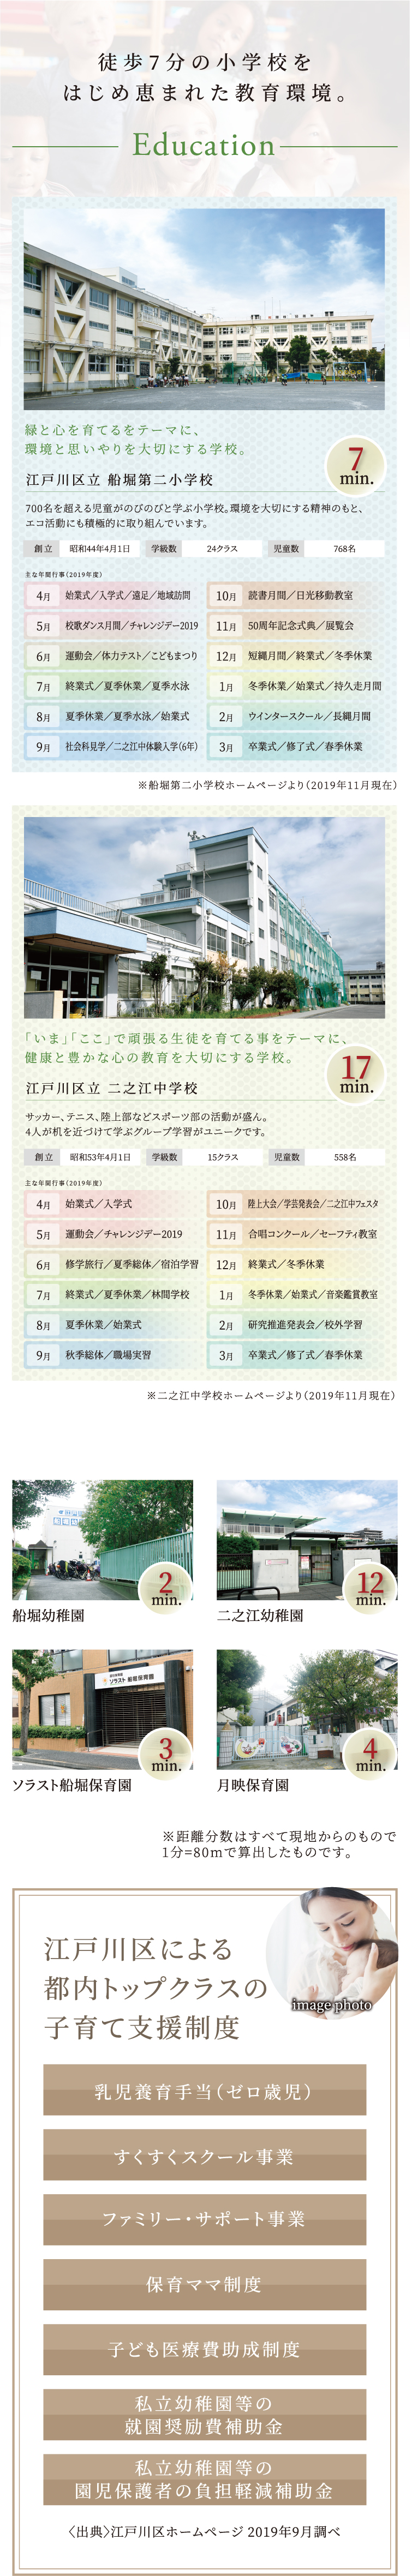 徒歩7分の小学校を
はじめ恵まれた教育環境。
Education
緑と心を育てるをテーマに、
環境と思いやりを大切にする学校。
7
min.
江戸川区立 船堀第二小学校
700名を超える児童がのびのびと学ぶ小学校。環境を大切にする精神のもと、
エコ活動にも積極的に取り組んでいます。
創立 昭和44年4月1日 学級数 24クラス 児童数 768名
主な年間行事(2019年度)
4月 始業式／入学式／遠足／地域訪問
5月 校歌ダンス月間／チャレンジデー2019
6月 運動会／体力テスト／こどもまつり
7月 終業式／夏季休業／夏季水泳
8月 夏季休業／夏季水泳／始業式
9月 社会科見学／二之江中体験入学(6年)
10月 読書月間／日光移動教室
11月 50周年記念式典／展覧会
12月 短縄月間／終業式／冬季休業
1月 冬季休業／始業式／持久走月間
2月 ウインタースクール／長縄月間
3月 卒業式／修了式／春季休業
※船堀第二小学校ホームページより(2019年11月現在)
「いま」「ここ」で頑張る生徒を育てる事をテーマに、
健康と豊かな心の教育を大切にする学校。
17
min.
江戸川区立 二之江中学校
サッカー、テニス、陸上部などスポーツ部の活動が盛ん。
4人が机を近づけて学ぶグループ学習がユニークです。
創立 昭和53年4月1日 学級数 15クラス 児童数 558名
主な年間行事(2019年度)
4月 始業式／入学式
5月 運動会／チャレンジデー2019
6月 修学旅行／夏季総体／宿泊学習
7月 終業式／夏季休業／林間学校
8月 夏季休業／始業式
9月 秋季総体／職場実習
10月 陸上大会／学芸発表会／二之江中フェスタ
11月 合唱コンクール／セーフティ教室
12月 終業式／冬季休業
1月 冬季休業／始業式／音楽鑑賞教室
2月 研究推進発表会／校外学習
3月 卒業式／修了式／春季休業
※二之江中学校ホームページより(2019年11月現在)
2
min.
船堀幼稚園
12
min.
二之江幼稚園
ソラスト船堀保育園
3
min.
ソラスト船堀保育園
4
min.
月映保育園
※距離分数はすべて現地からのもので
1分=80mで算出したものです。
江戸川区による
都内トップクラスの
子育て支援制度
image photo
乳児養育手当(ゼロ歳児)
すくすくスクール事業
ファミリー・サポート事業
保育ママ制度
子ども医療費助成制度
私立幼稚園等の
就園奨励費補助金
私立幼稚園等の
園児保護者の負担軽減補助金
〈出典〉江戸川区ホームページ 2019年9月調べ